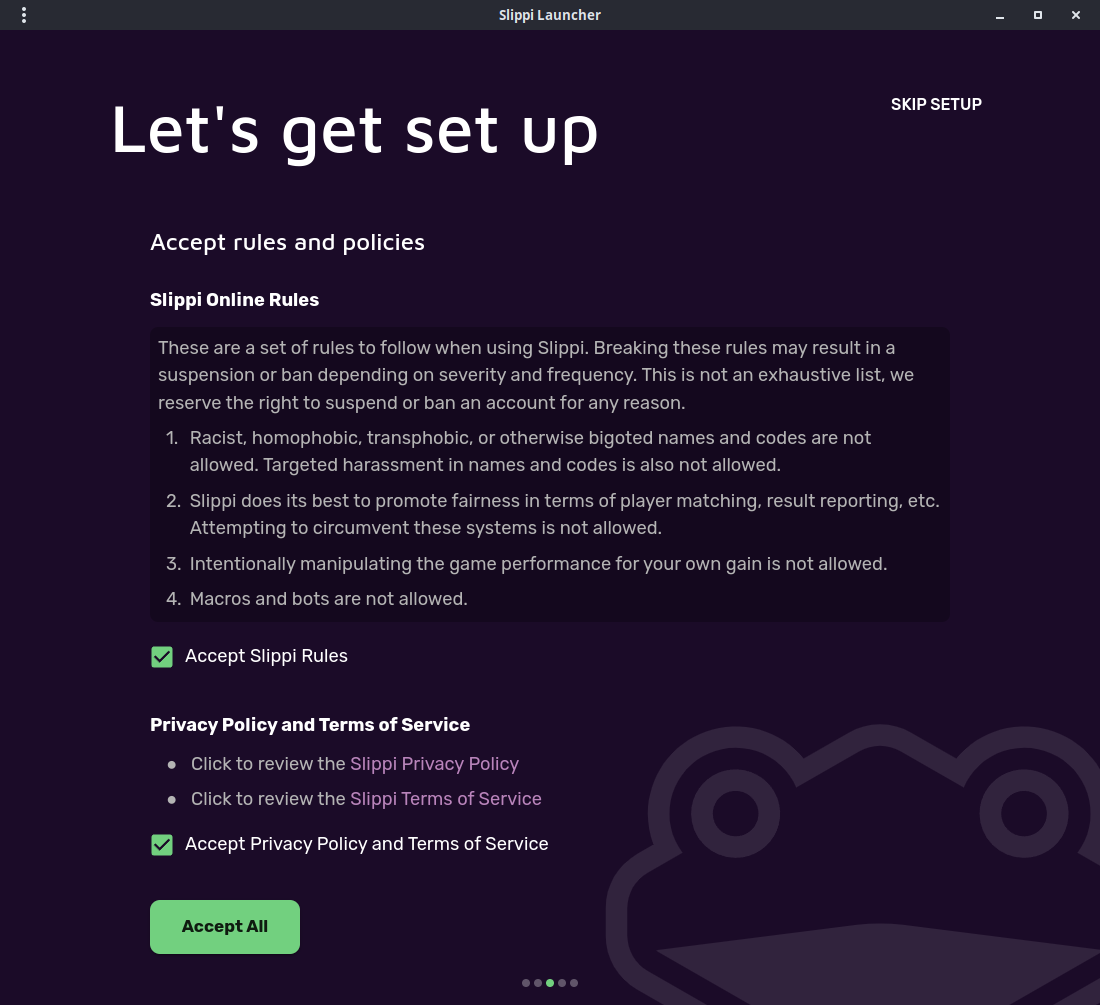 Slippi Launcher
Let's get set up
SKIP SETUP
Accept rules and policies
Slippi Online Rules
These are a set of rules to follow when using Slippi. Breaking these rules may result in a
suspension or ban depending on severity and frequency. This is not an exhaustive list, we
reserve the right to suspend or ban an account for any reason.
1. Racist, homophobic, transphobic, or otherwise bigoted names and codes are not
allowed. Targeted harassment in names and codes is also not allowed.
2. Slippi does its best to promote fairness in terms of player matching, result reporting, etc.
Attempting to circumvent these systems is not allowed.
3. Intentionally manipulating the game performance for your own gain is not allowed.
4. Macros and bots are not allowed.
Accept Slippi Rules
Privacy Policy and Terms of Service
● Click to review the Slippi Privacy Policy
● Click to review the Slippi Terms of Service
Accept Privacy Policy and Terms of Service
Accept All